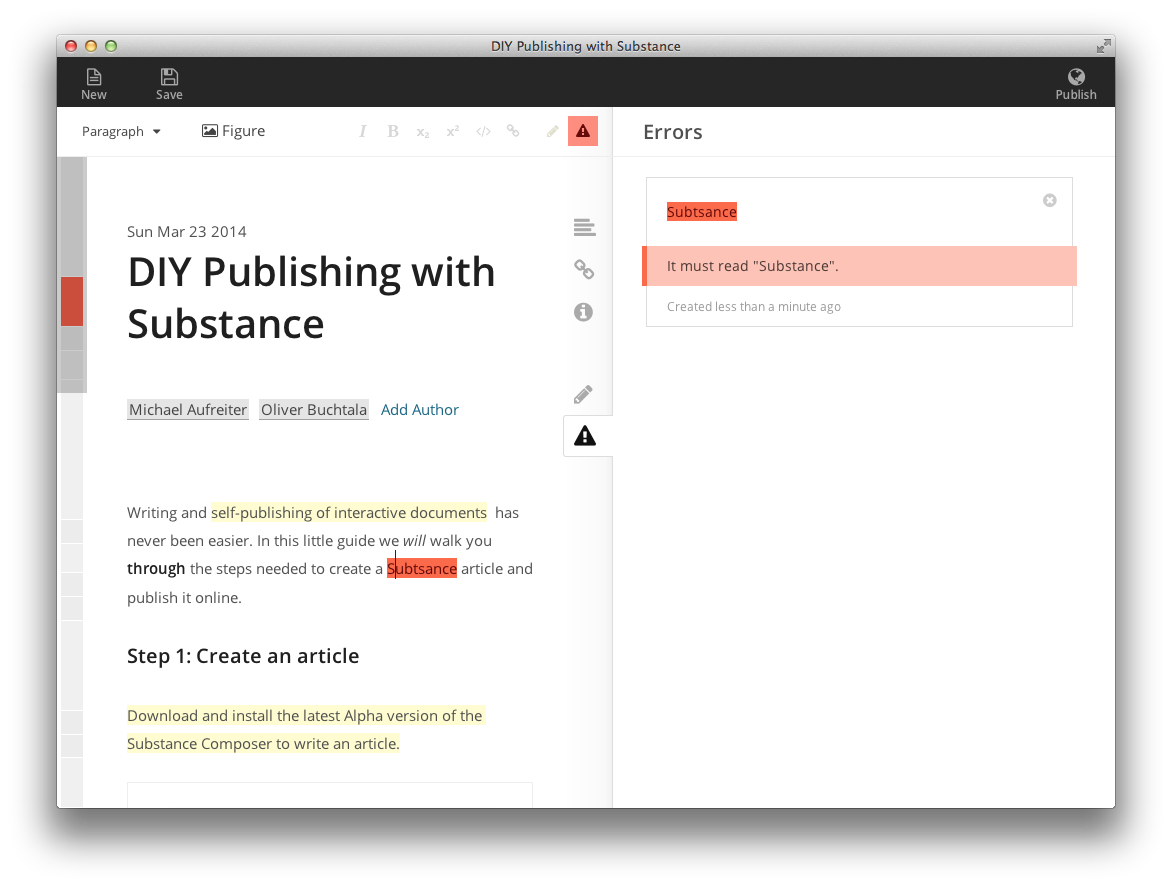 DIY Publishing with Substance
New
Save
Publish
Paragraph
Figure
I B x₂ x² </>
Errors
Subtsance
It must read "Substance".
Created less than a minute ago
Sun Mar 23 2014
DIY Publishing with
Substance
Michael Aufreiter Oliver Buchtala Add Author
Writing and self-publishing of interactive documents has
never been easier. In this little guide we will walk you
through the steps needed to create a Subtsance article and
publish it online.
Step 1: Create an article
Download and install the latest Alpha version of the
Substance Composer to write an article.